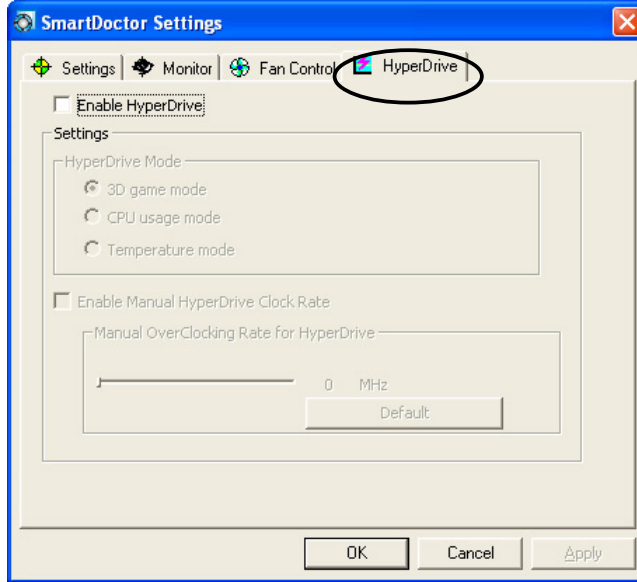 SmartDoctor Settings
Settings Monitor Fan Control HyperDrive
Enable HyperDrive
Settings
HyperDrive Mode
3D game mode
CPU usage mode
Temperature mode
Enable Manual HyperDrive Clock Rate
Manual OverClocking Rate for HyperDrive
0 MHz
Default
OK Cancel Apply